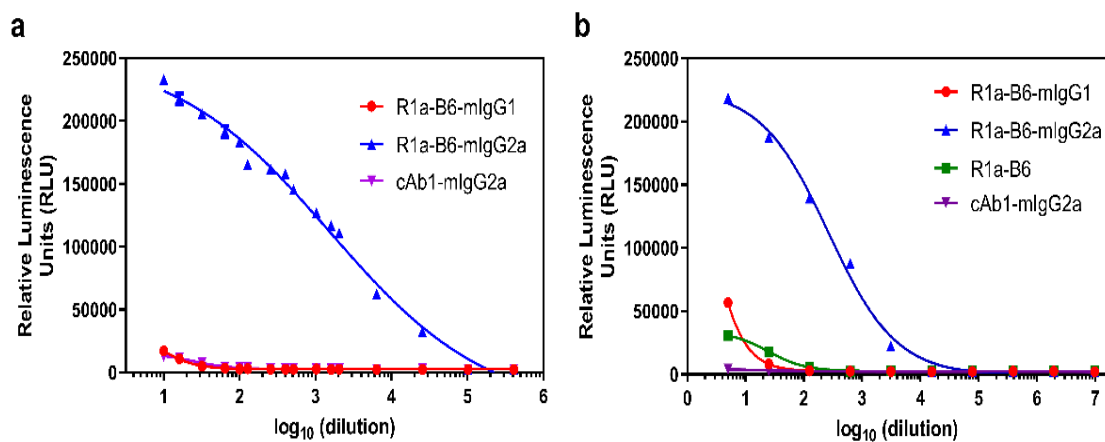 a
Relative Luminescence
Units (RLU)
250000
200000
150000
100000
50000
0
1
2
3
4
5
6
log10 (dilution)
R1a-B6-mIgG1
R1a-B6-mIgG2a
cAb1-mIgG2a
b
Relative Luminescence
Units (RLU)
250000
200000
150000
100000
50000
0
0
1
2
3
4
5
6
7
log10 (dilution)
R1a-B6-mIgG1
R1a-B6-mIgG2a
R1a-B6
cAb1-mIgG2a